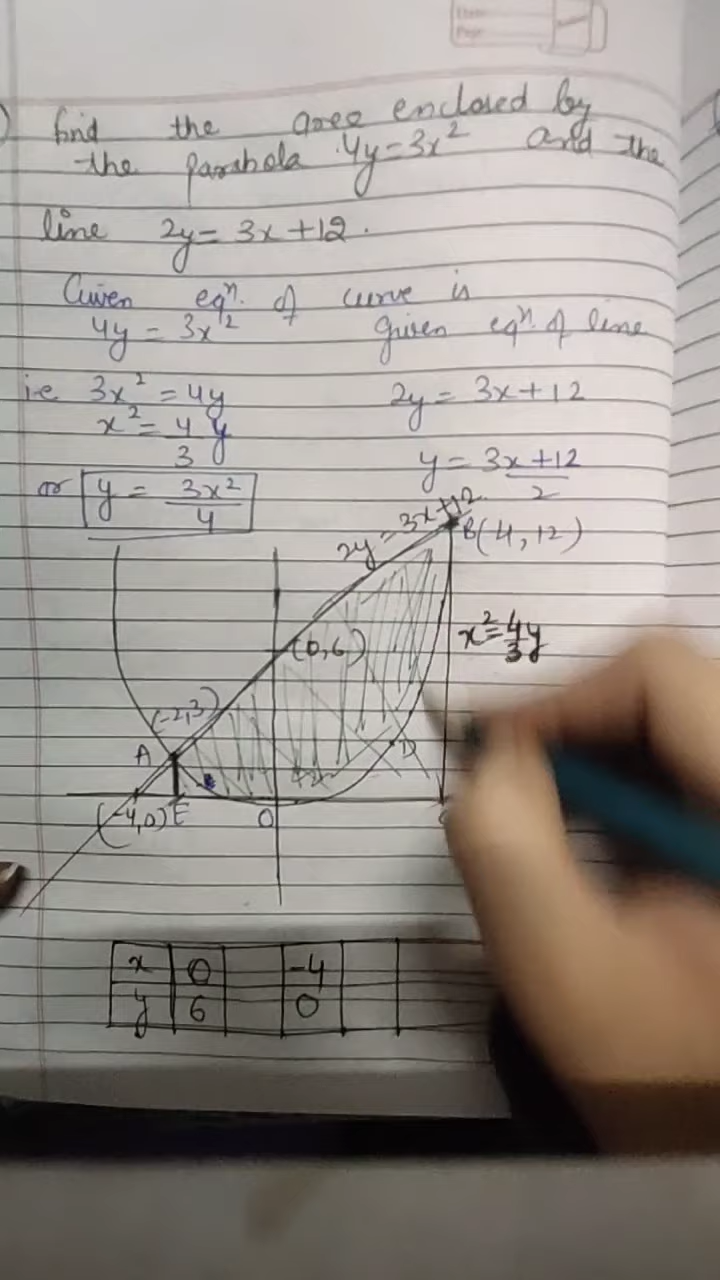 find the area enclosed by
the parabola 4y=3x² and the
line 2y= 3x+12.
Given eqⁿ. of curve is
4y = 3x²
given eqⁿ. of line
i.e 3x² = 4y
2y= 3x+12
x² = 4/3 y
y = 3x+12/2
or y = 3x²/4
2y = 3x+12
B(4,12)
x²=4/3y
(0,6)
(-2,3)
A
D
(-4,0) E O
x 0 -4
y 6 0